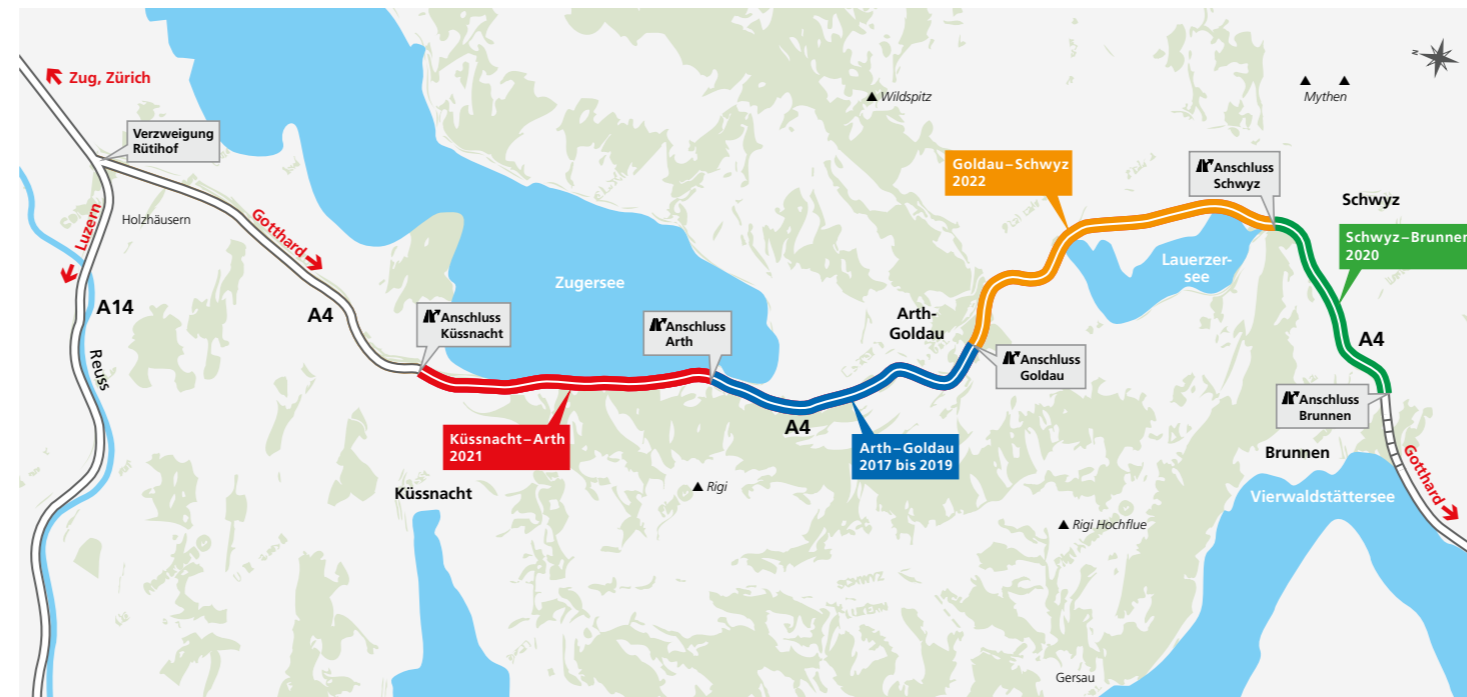 Zug, Zürich
Verzweigung
Rütihof
Holzhäusern
Luzern
Gotthard
A14
A4
Reuss
Anschluss
Küssnacht
Zugersee
Anschluss
Arth
Küssnacht–Arth
2021
Küssnacht
Rigi
A4
Arth–Goldau
2017 bis 2019
Arth-
Goldau
Anschluss
Goldau
Wildspitz
Goldau–Schwyz
2022
Lauerzer-
see
Anschluss
Schwyz
Mythen
N
Schwyz
Schwyz–Brunnen
2020
A4
Anschluss
Brunnen
Brunnen
Vierwaldstättersee
Gotthard
Rigi Hochflue
SCHWYZ
LUZERN
Gersau